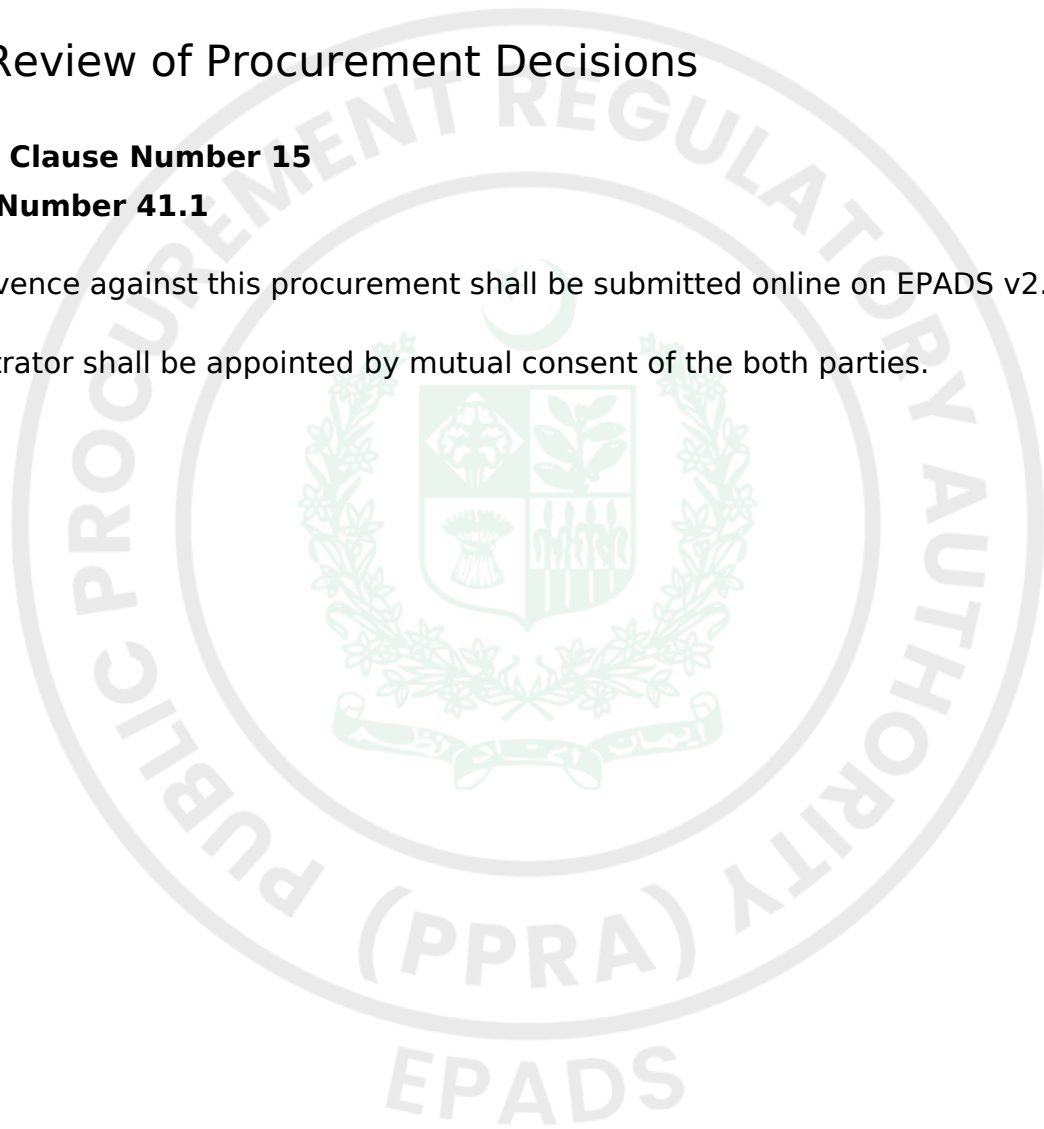 Review of Procurement Decisions
Clause Number 15
Number 41.1
vence against this procurement shall be submitted online on EPADS v2.
trator shall be appointed by mutual consent of the both parties.
PUBLIC PROCUREMENT REGULATORY AUTHORITY
(PPRA)
EPADS